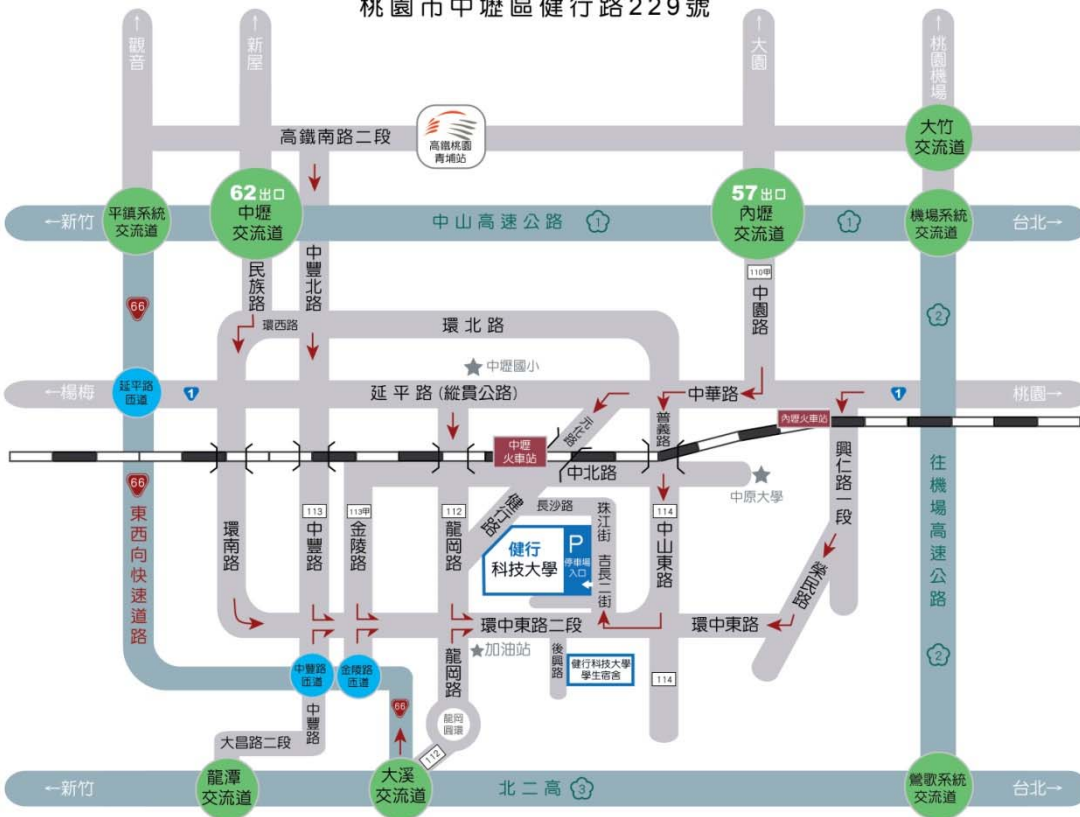 桃園市中壢區健行路229號
↑觀音
↑新屋
↑大園
↑桃園機場
高鐵南路二段
高鐵桃園
青埔站
大竹
交流道
←新竹
平鎮系統
交流道
62出口
中壢
交流道
中山高速公路
1
57出口
內壢
交流道
1
機場系統
交流道
台北→
民族路
中豐北路
110甲
中園路
66
2
環西路
環北路
中壢國小
←楊梅
延平路
匝道
1
延平路(縱貫公路)
中華路
1
桃園→
元化路
普義路
內壢火車站
中壢
火車站
中北路
中原大學
興仁路一段
往機場高速公路
66
東西向快速道路
環南路
113
中豐路
113甲
金陵路
112
龍岡路
健行路
長沙路
珠江街
吉長二街
114
中山東路
健行
科技大學
P
停車場
入口
榮民路
環中東路二段
環中東路
加油站
龍岡路
後興路
健行科技大學
學生宿舍
114
2
中豐路
匝道
金陵路
匝道
66
中豐路
龍岡
圓環
112
大昌路二段
←新竹
龍潭
交流道
大溪
交流道
北二高
3
鶯歌系統
交流道
台北→